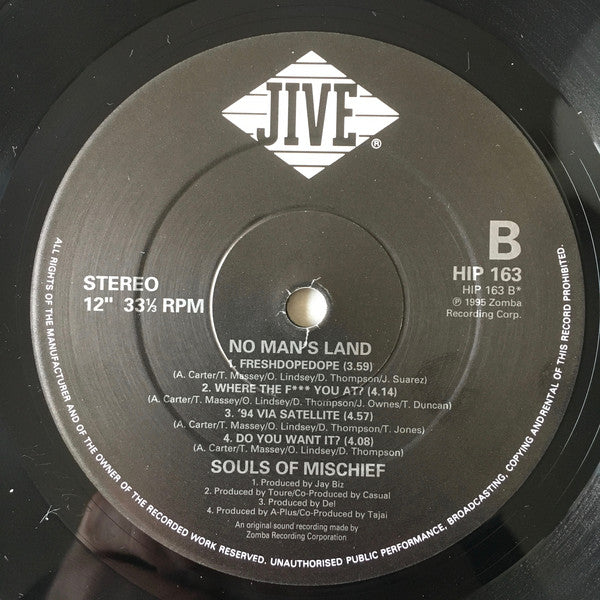 JIVE
®
STEREO
12" 33⅓ RPM
B
HIP 163
HIP 163 B*
℗ 1995 Zomba
Recording Corp.
NO MAN'S LAND
1. FRESHDOPEDOPE (3.59)
(A. Carter/T. Massey/O. Lindsey/D. Thompson/J. Suarez)
2. WHERE THE F*** YOU AT? (4.14)
(A. Carter/T. Massey/O. Lindsey/D. Thompson/J. Ownes/T. Duncan)
3. '94 VIA SATELLITE (4.57)
(A. Carter/T. Massey/O. Lindsey/D. Thompson/T. Jones)
4. DO YOU WANT IT? (4.08)
(A. Carter/T. Massey/O. Lindsey/D. Thompson)
SOULS OF MISCHIEF
1. Produced by Jay Biz
2. Produced by Toure/Co-Produced by Casual
3. Produced by Del
4. Produced by A-Plus/Co-Produced by Tajai
An original sound recording made by
Zomba Recording Corporation
ALL RIGHTS OF THE MANUFACTURER AND OF THE OWNER OF THE RECORDED WORK RESERVED. UNAUTHORISED PUBLIC PERFORMANCE, BROADCASTING, COPYING ANDRENTAL OF THIS RECORD PROHIBITED.